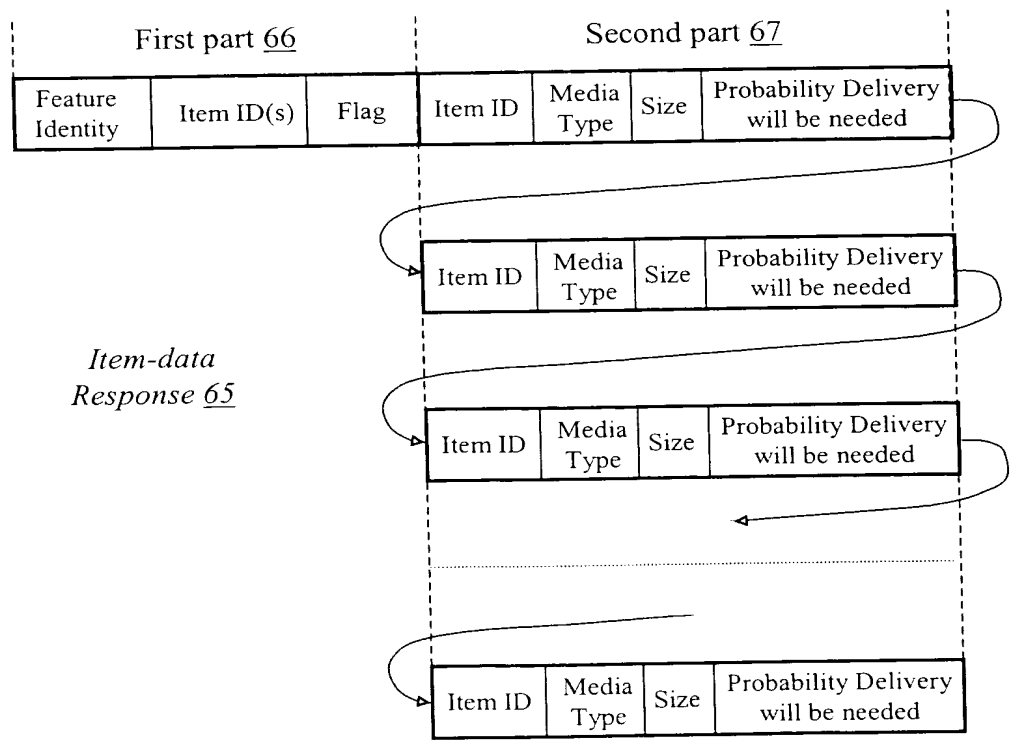 First part 66
Second part 67
Feature
Identity
Item ID(s)
Flag
Item ID
Media
Type
Size
Probability Delivery
will be needed
Item ID
Media
Type
Size
Probability Delivery
will be needed
Item-data
Response 65
Item ID
Media
Type
Size
Probability Delivery
will be needed
Item ID
Media
Type
Size
Probability Delivery
will be needed